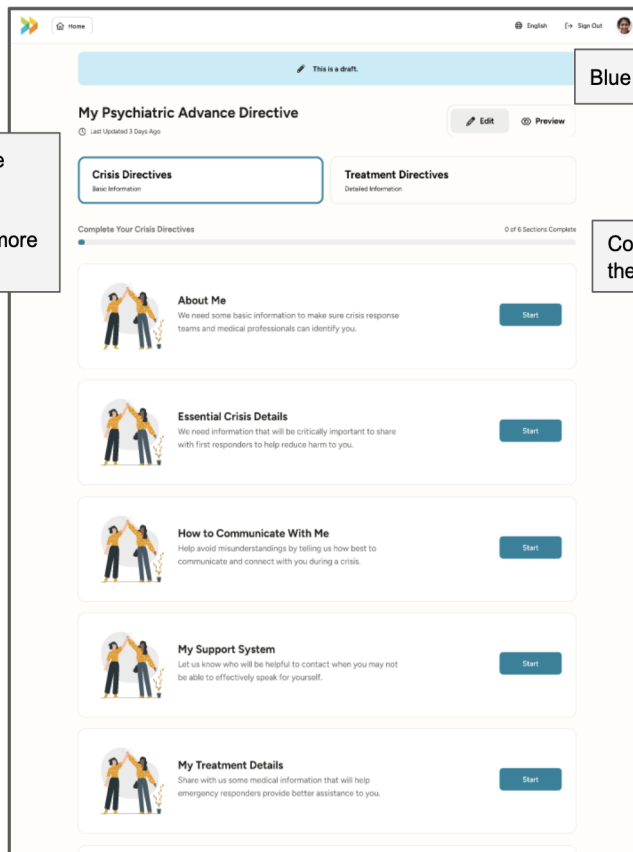 Home
English
Sign Out
This is a draft.
Blue
My Psychiatric Advance Directive
Last Updated 3 Days Ago
Edit
Preview
e
more
Crisis Directives
Basic Information
Treatment Directives
Detailed Information
Complete Your Crisis Directives
0 of 6 Sections Complete
Co
the
About Me
We need some basic information to make sure crisis response
teams and medical professionals can identify you.
Start
Essential Crisis Details
We need information that will be critically important to share
with first responders to help reduce harm to you.
Start
How to Communicate With Me
Help avoid misunderstandings by telling us how best to
communicate and connect with you during a crisis.
Start
My Support System
Let us know who will be helpful to contact when you may not
be able to effectively speak for yourself.
Start
My Treatment Details
Share with us some medical information that will help
emergency responders provide better assistance to you.
Start